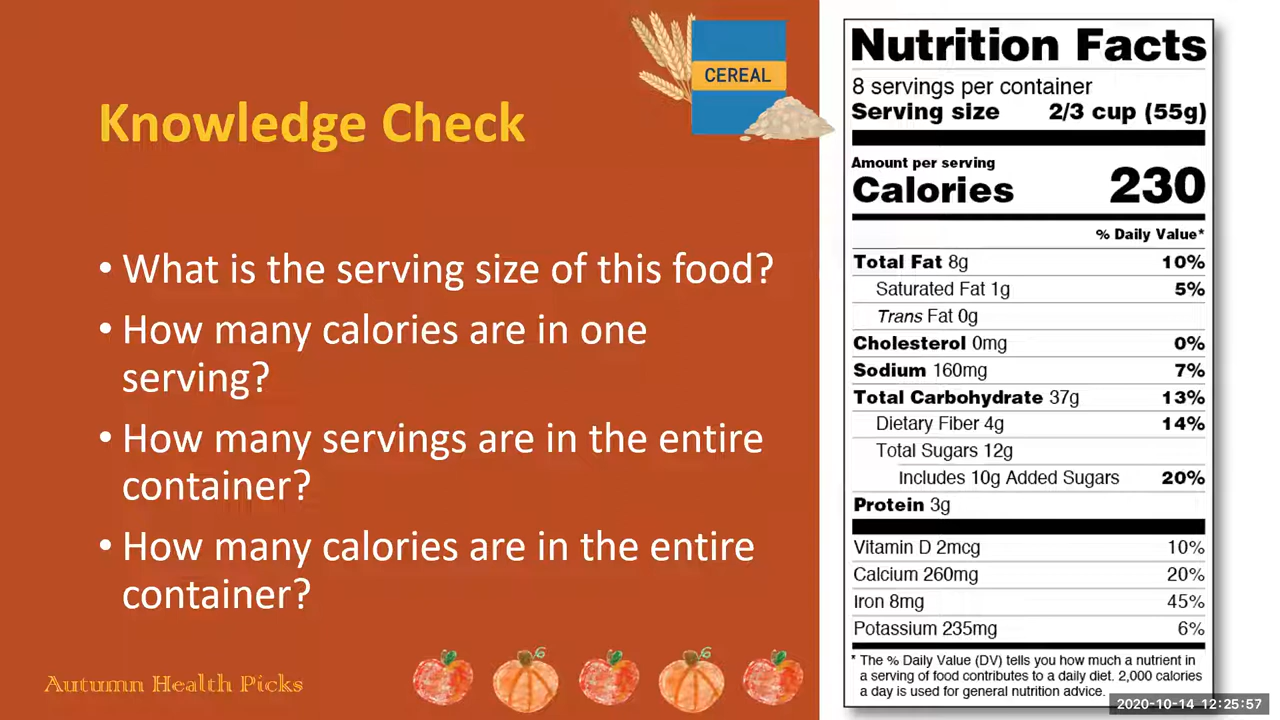 CEREAL
Knowledge Check
• What is the serving size of this food?
• How many calories are in one
serving?
• How many servings are in the entire
container?
• How many calories are in the entire
container?
Autumn Health Picks
Nutrition Facts
8 servings per container
Serving size 2/3 cup (55g)
Amount per serving
Calories 230
% Daily Value*
Total Fat 8g 10%
Saturated Fat 1g 5%
Trans Fat 0g
Cholesterol 0mg 0%
Sodium 160mg 7%
Total Carbohydrate 37g 13%
Dietary Fiber 4g 14%
Total Sugars 12g
Includes 10g Added Sugars 20%
Protein 3g
Vitamin D 2mcg 10%
Calcium 260mg 20%
Iron 8mg 45%
Potassium 235mg 6%
* The % Daily Value (DV) tells you how much a nutrient in
a serving of food contributes to a daily diet. 2,000 calories
a day is used for general nutrition advice.
2020-10-14 12:25:57